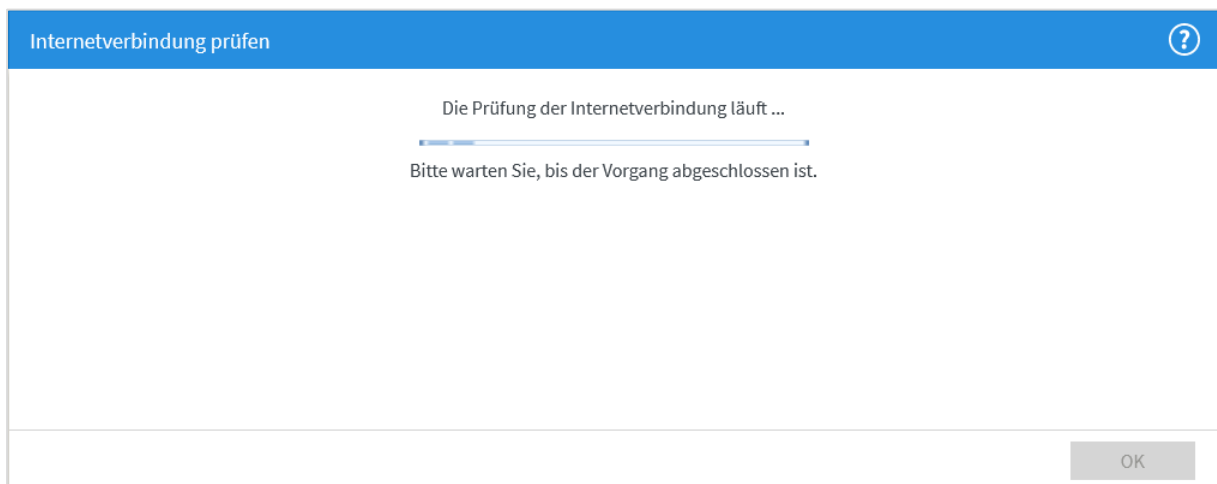 Internetverbindung prüfen
?
Die Prüfung der Internetverbindung läuft ...
Bitte warten Sie, bis der Vorgang abgeschlossen ist.
OK